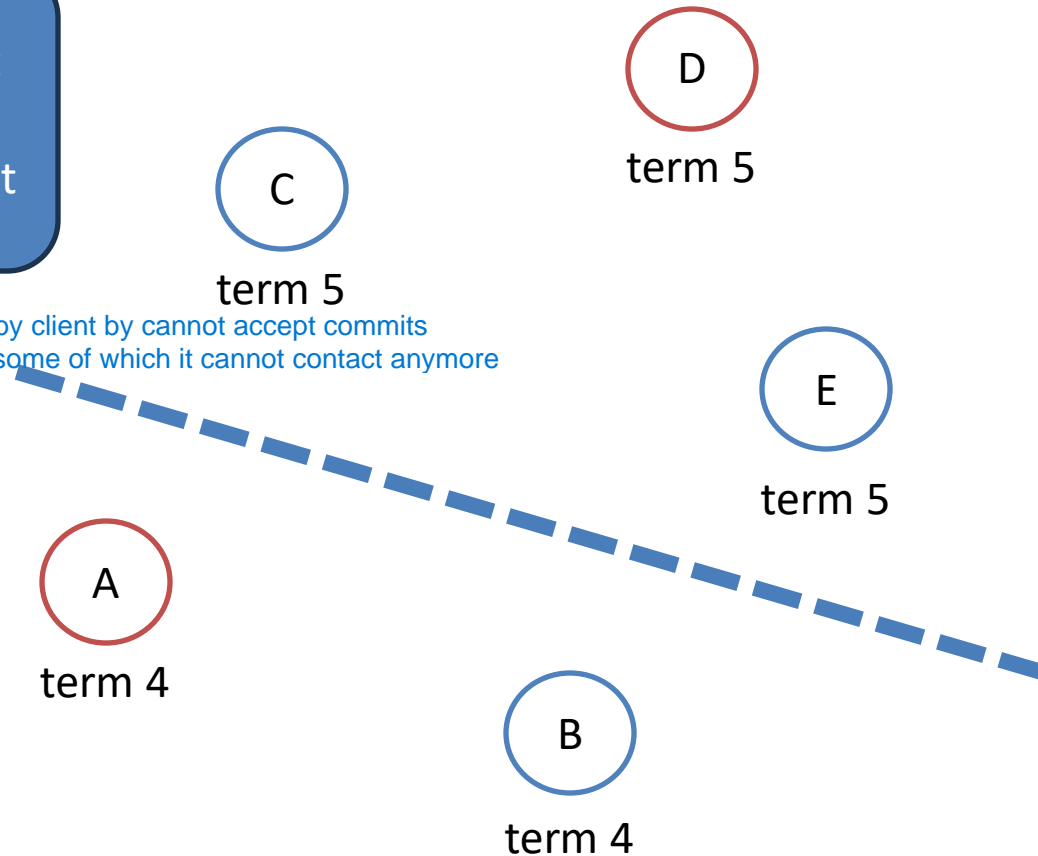 D
term 5
t
C
term 5
by client by cannot accept commits
some of which it cannot contact anymore
E
term 5
A
term 4
B
term 4